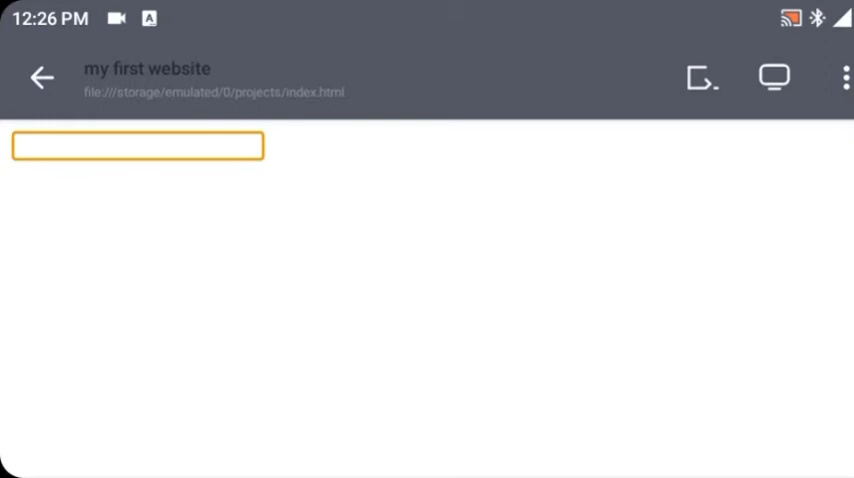 12:26 PM
A
my first website
file:///storage/emulated/0/projects/index.html